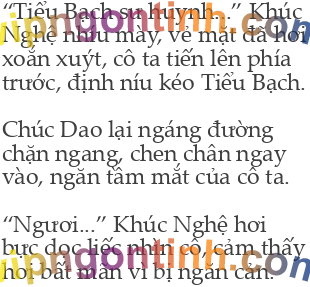 “Tiểu Bạch sư huynh...” Khúc
Nghệ nhíu mày, vẻ mặt đã hơi
xoắn xuýt, cô ta tiến lên phía
trước, định níu kéo Tiểu Bạch.
Chúc Dao lại ngáng đường
chặn ngang, chen chân ngay
vào, ngăn tầm mắt của cô ta.
“Ngươi...” Khúc Nghệ hơi
bực dọc liếc nhìn cô, cảm thấy
hơi bất mãn vì bị ngăn cản.